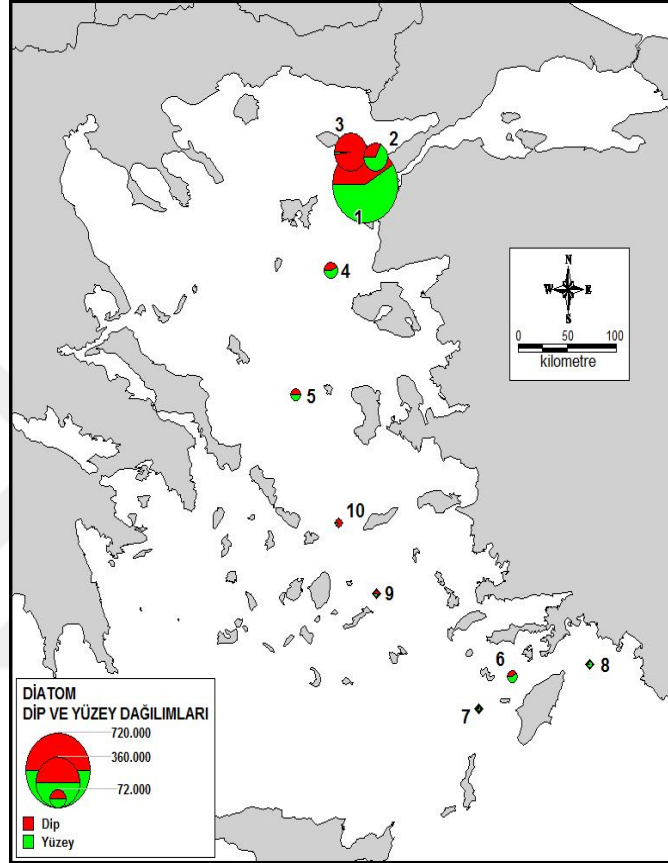 3
2
1
4
N
W E
S
0 50 100
kilometre
5
10
9
6
8
7
DİATOM
DİP VE YÜZEY DAĞILIMLARI
720.000
360.000
72.000
Dip
Yüzey